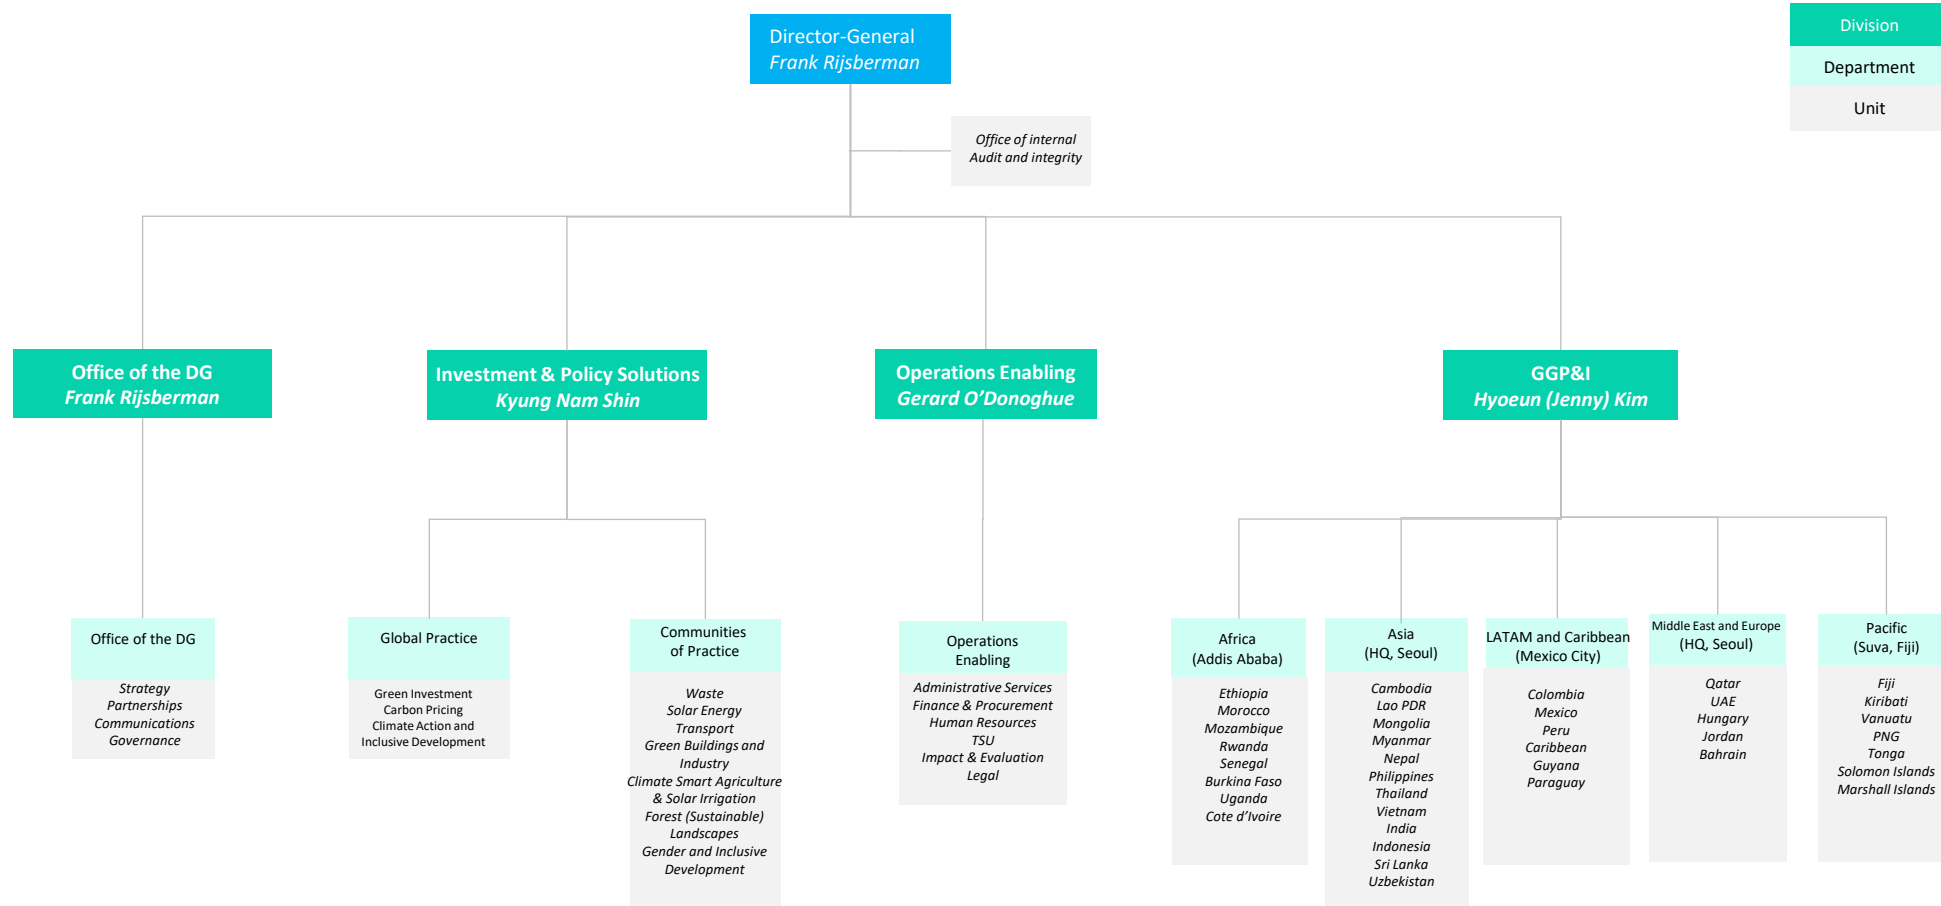 Director-General
Frank Rijsberman
Division
Department
Unit
Office of internal
Audit and integrity
Office of the DG
Frank Rijsberman
Investment & Policy Solutions
Kyung Nam Shin
Operations Enabling
Gerard O’Donoghue
GGP&I
Hyoeun (Jenny) Kim
Office of the DG
Strategy
Partnerships
Communications
Governance
Global Practice
Green Investment
Carbon Pricing
Climate Action and
Inclusive Development
Communities
of Practice
Waste
Solar Energy
Transport
Green Buildings and
Industry
Climate Smart Agriculture
& Solar Irrigation
Forest (Sustainable)
Landscapes
Gender and Inclusive
Development
Operations
Enabling
Administrative Services
Finance & Procurement
Human Resources
TSU
Impact & Evaluation
Legal
Africa
(Addis Ababa)
Ethiopia
Morocco
Mozambique
Rwanda
Senegal
Burkina Faso
Uganda
Cote d’Ivoire
Asia
(HQ, Seoul)
Cambodia
Lao PDR
Mongolia
Myanmar
Nepal
Philippines
Thailand
Vietnam
India
Indonesia
Sri Lanka
Uzbekistan
LATAM and Caribbean
(Mexico City)
Colombia
Mexico
Peru
Caribbean
Guyana
Paraguay
Middle East and Europe
(HQ, Seoul)
Qatar
UAE
Hungary
Jordan
Bahrain
Pacific
(Suva, Fiji)
Fiji
Kiribati
Vanuatu
PNG
Tonga
Solomon Islands
Marshall Islands